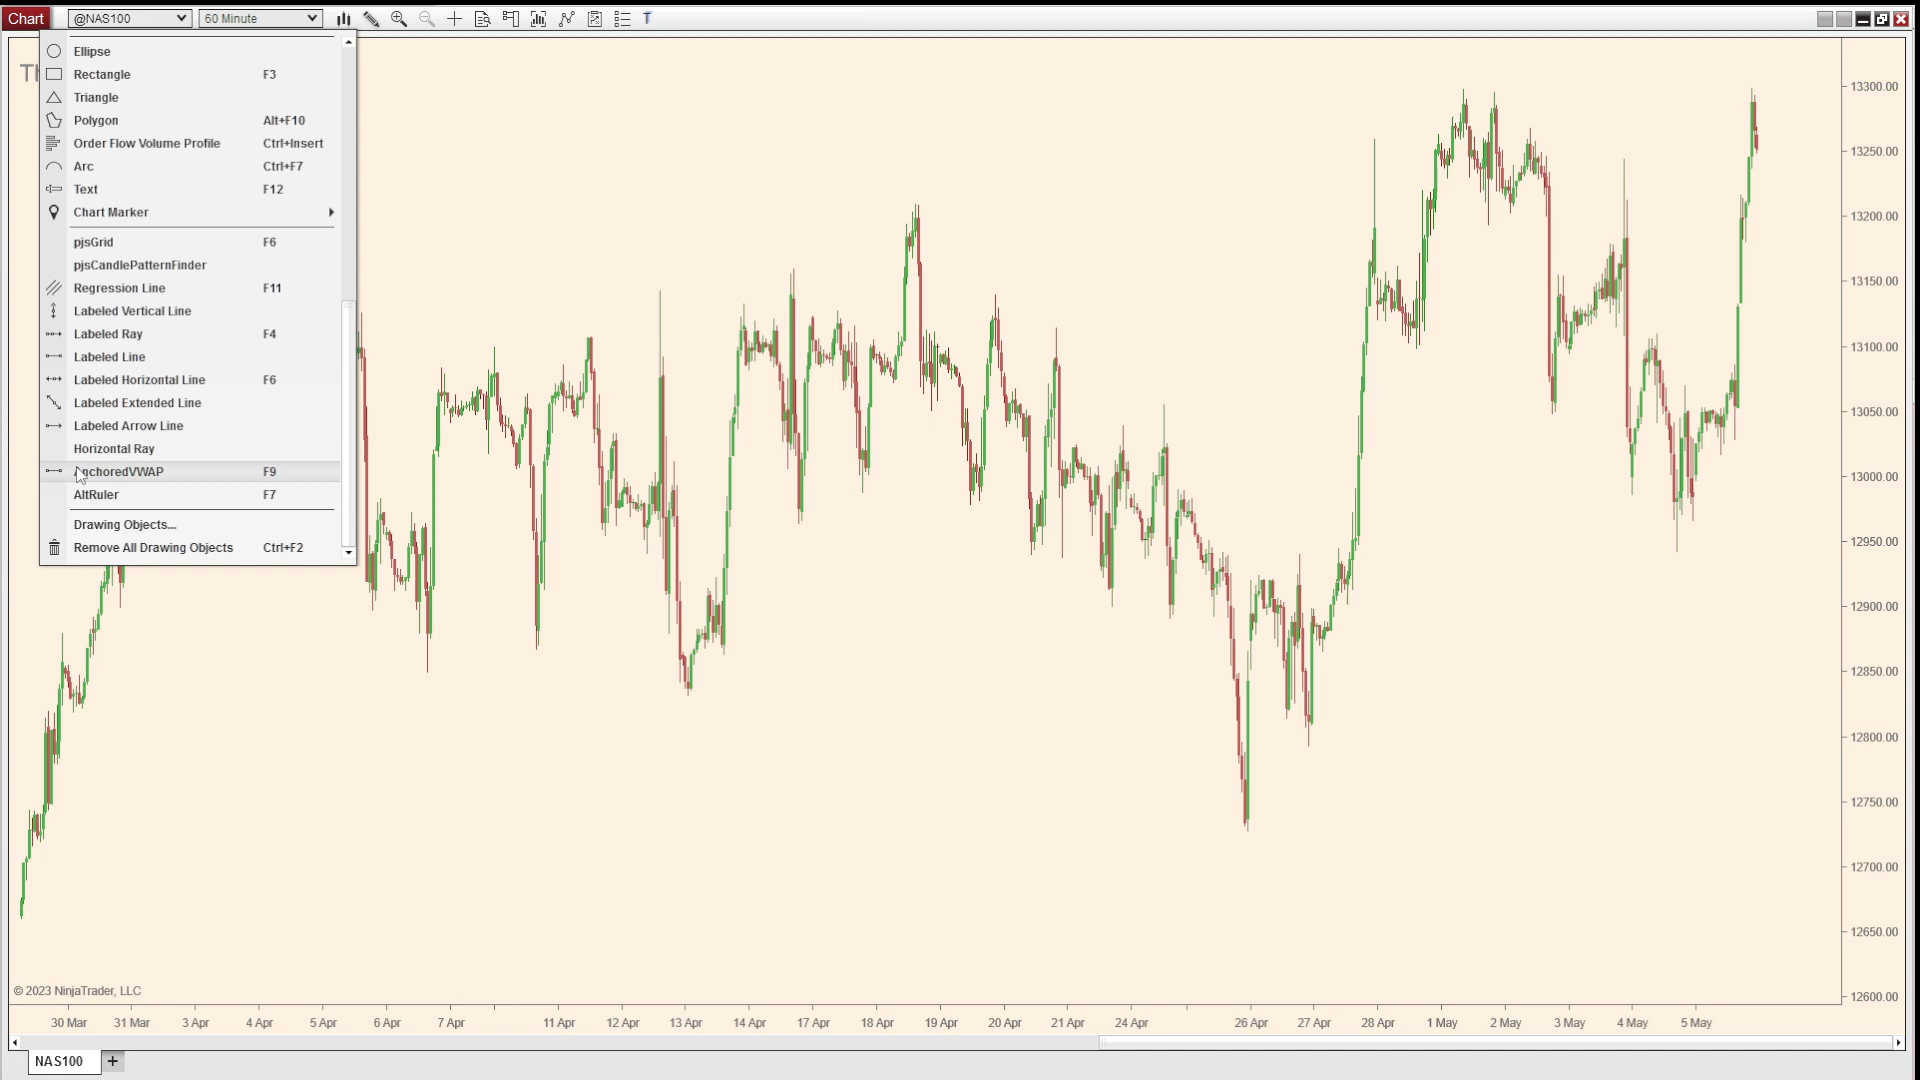 Chart @NAS100 60 Minute T
Ellipse
Rectangle F3
Triangle
Polygon Alt+F10
Order Flow Volume Profile Ctrl+Insert
Arc Ctrl+F7
Text F12
Chart Marker
pjsGrid F6
pjsCandlePatternFinder
Regression Line F11
Labeled Vertical Line
Labeled Ray F4
Labeled Line
Labeled Horizontal Line F6
Labeled Extended Line
Labeled Arrow Line
Horizontal Ray
AnchoredVWAP F9
AltRuler F7
Drawing Objects...
Remove All Drawing Objects Ctrl+F2
13300.00
13250.00
13200.00
13150.00
13100.00
13050.00
13000.00
12950.00
12900.00
12850.00
12800.00
12750.00
12700.00
12650.00
12600.00
© 2023 NinjaTrader, LLC
30 Mar 31 Mar 3 Apr 4 Apr 5 Apr 6 Apr 7 Apr 11 Apr 12 Apr 13 Apr 14 Apr 17 Apr 18 Apr 19 Apr 20 Apr 21 Apr 24 Apr 26 Apr 27 Apr 28 Apr 1 May 2 May 3 May 4 May 5 May
NAS100 +